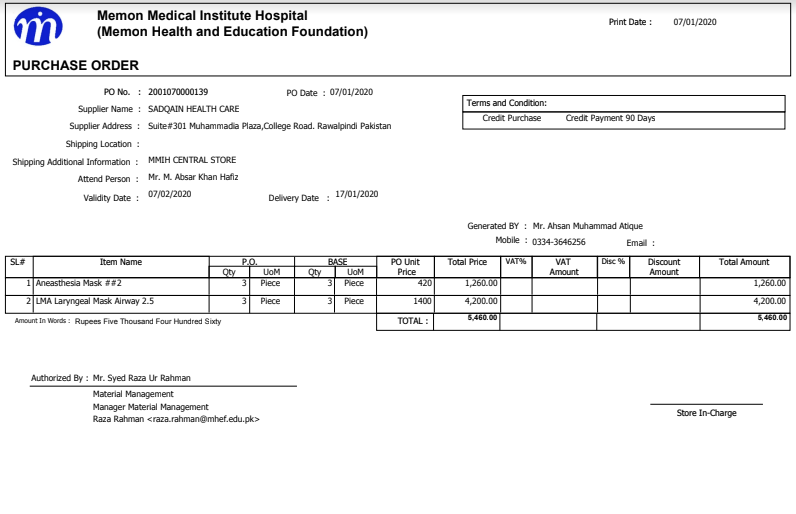 Memon Medical Institute Hospital
(Memon Health and Education Foundation)
Print Date : 07/01/2020
PURCHASE ORDER
PO No. : 2001070000139 PO Date : 07/01/2020
Supplier Name : SADQAIN HEALTH CARE
Supplier Address : Suite#301 Muhammadia Plaza,College Road. Rawalpindi Pakistan
Shipping Location :
Shipping Additional Information : MMIH CENTRAL STORE
Attend Person : Mr. M. Absar Khan Hafiz
Validity Date : 07/02/2020 Delivery Date : 17/01/2020
Terms and Condition:
Credit Purchase Credit Payment 90 Days
Generated BY : Mr. Ahsan Muhammad Atique
Mobile : 0334-3646256 Email :
SL# Item Name P.O. BASE PO Unit Price Total Price VAT% VAT Amount Disc % Discount Amount Total Amount
Qty UoM Qty UoM
1 Aneasthesia Mask ##2 3 Piece 3 Piece 420 1,260.00 1,260.00
2 LMA Laryngeal Mask Airway 2.5 3 Piece 3 Piece 1400 4,200.00 4,200.00
Amount In Words : Rupees Five Thousand Four Hundred Sixty TOTAL : 5,460.00 5,460.00
Authorized By : Mr. Syed Raza Ur Rahman
Material Management
Manager Material Management
Raza Rahman <raza.rahman@mhef.edu.pk>
Store In-Charge